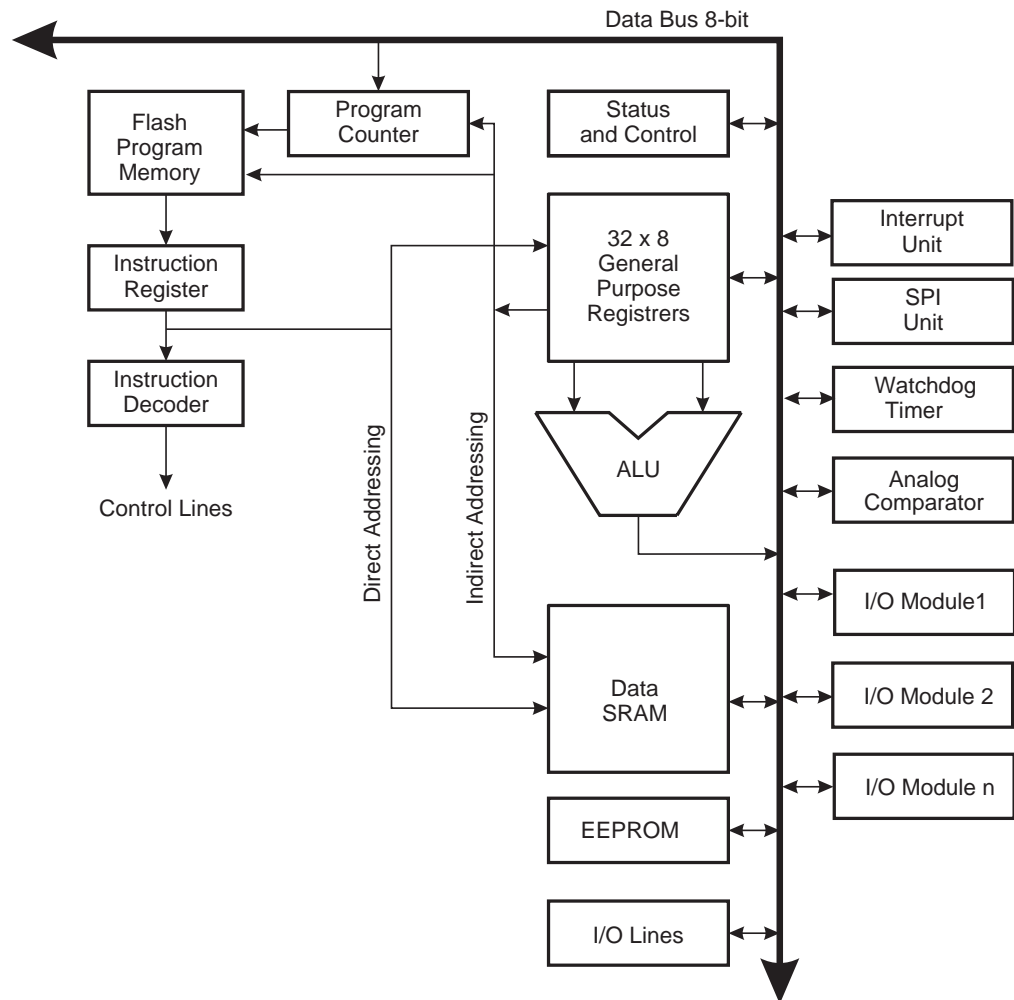 Data Bus 8-bit
Flash
Program
Memory
Program
Counter
Status
and Control
Interrupt
Unit
32 x 8
General
Purpose
Registrers
Instruction
Register
SPI
Unit
Instruction
Decoder
Watchdog
Timer
ALU
Analog
Comparator
Control Lines
Direct Addressing
Indirect Addressing
I/O Module1
Data
SRAM
I/O Module 2
I/O Module n
EEPROM
I/O Lines